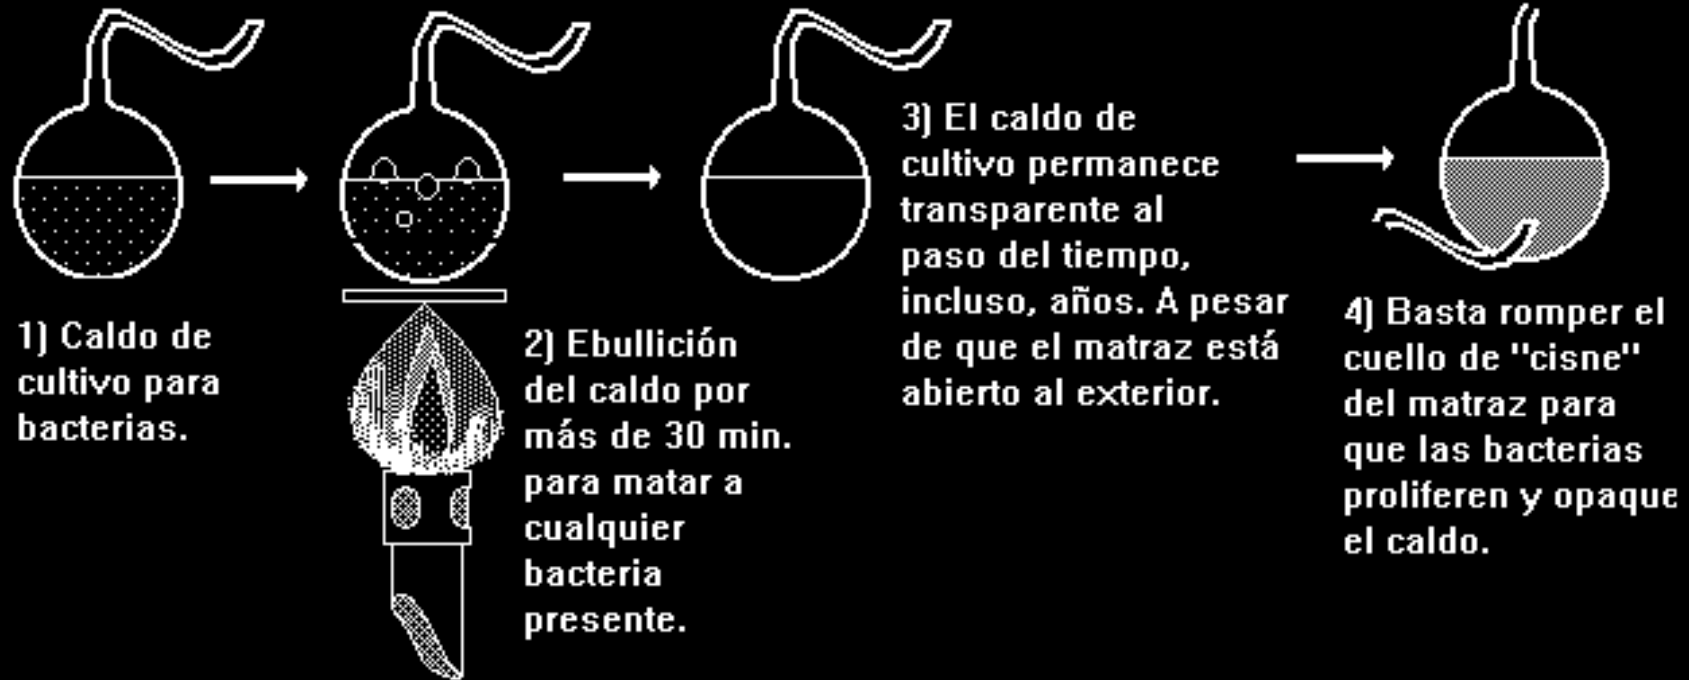 1) Caldo de
cultivo para
bacterias.
2) Ebullición
del caldo por
más de 30 min.
para matar a
cualquier
bacteria
presente.
3) El caldo de
cultivo permanece
transparente al
paso del tiempo,
incluso, años. A pesar
de que el matraz está
abierto al exterior.
4) Basta romper el
cuello de "cisne"
del matraz para
que las bacterias
proliferen y opaque
el caldo.